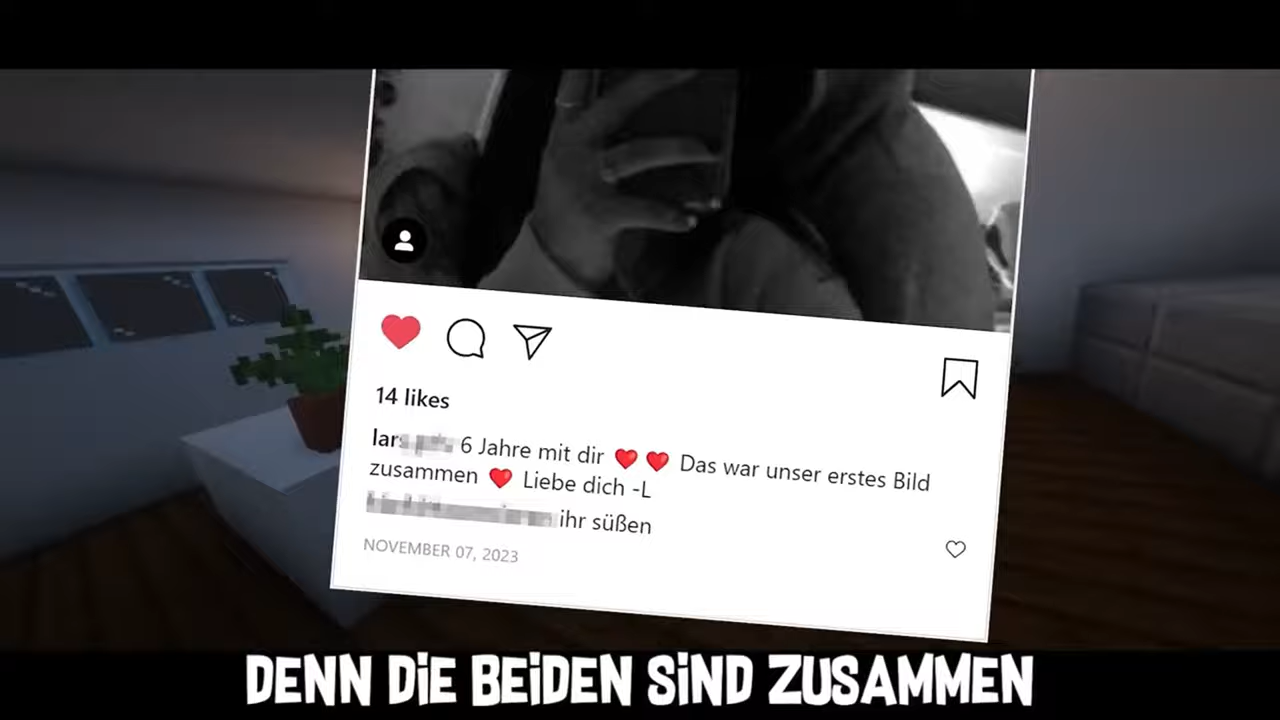 14 likes
lars 6 Jahre mit dir ❤️❤️ Das war unser erstes Bild
zusammen ❤️ Liebe dich -L
ihr süßen
NOVEMBER 07, 2023
DENN DIE BEIDEN SIND ZUSAMMEN